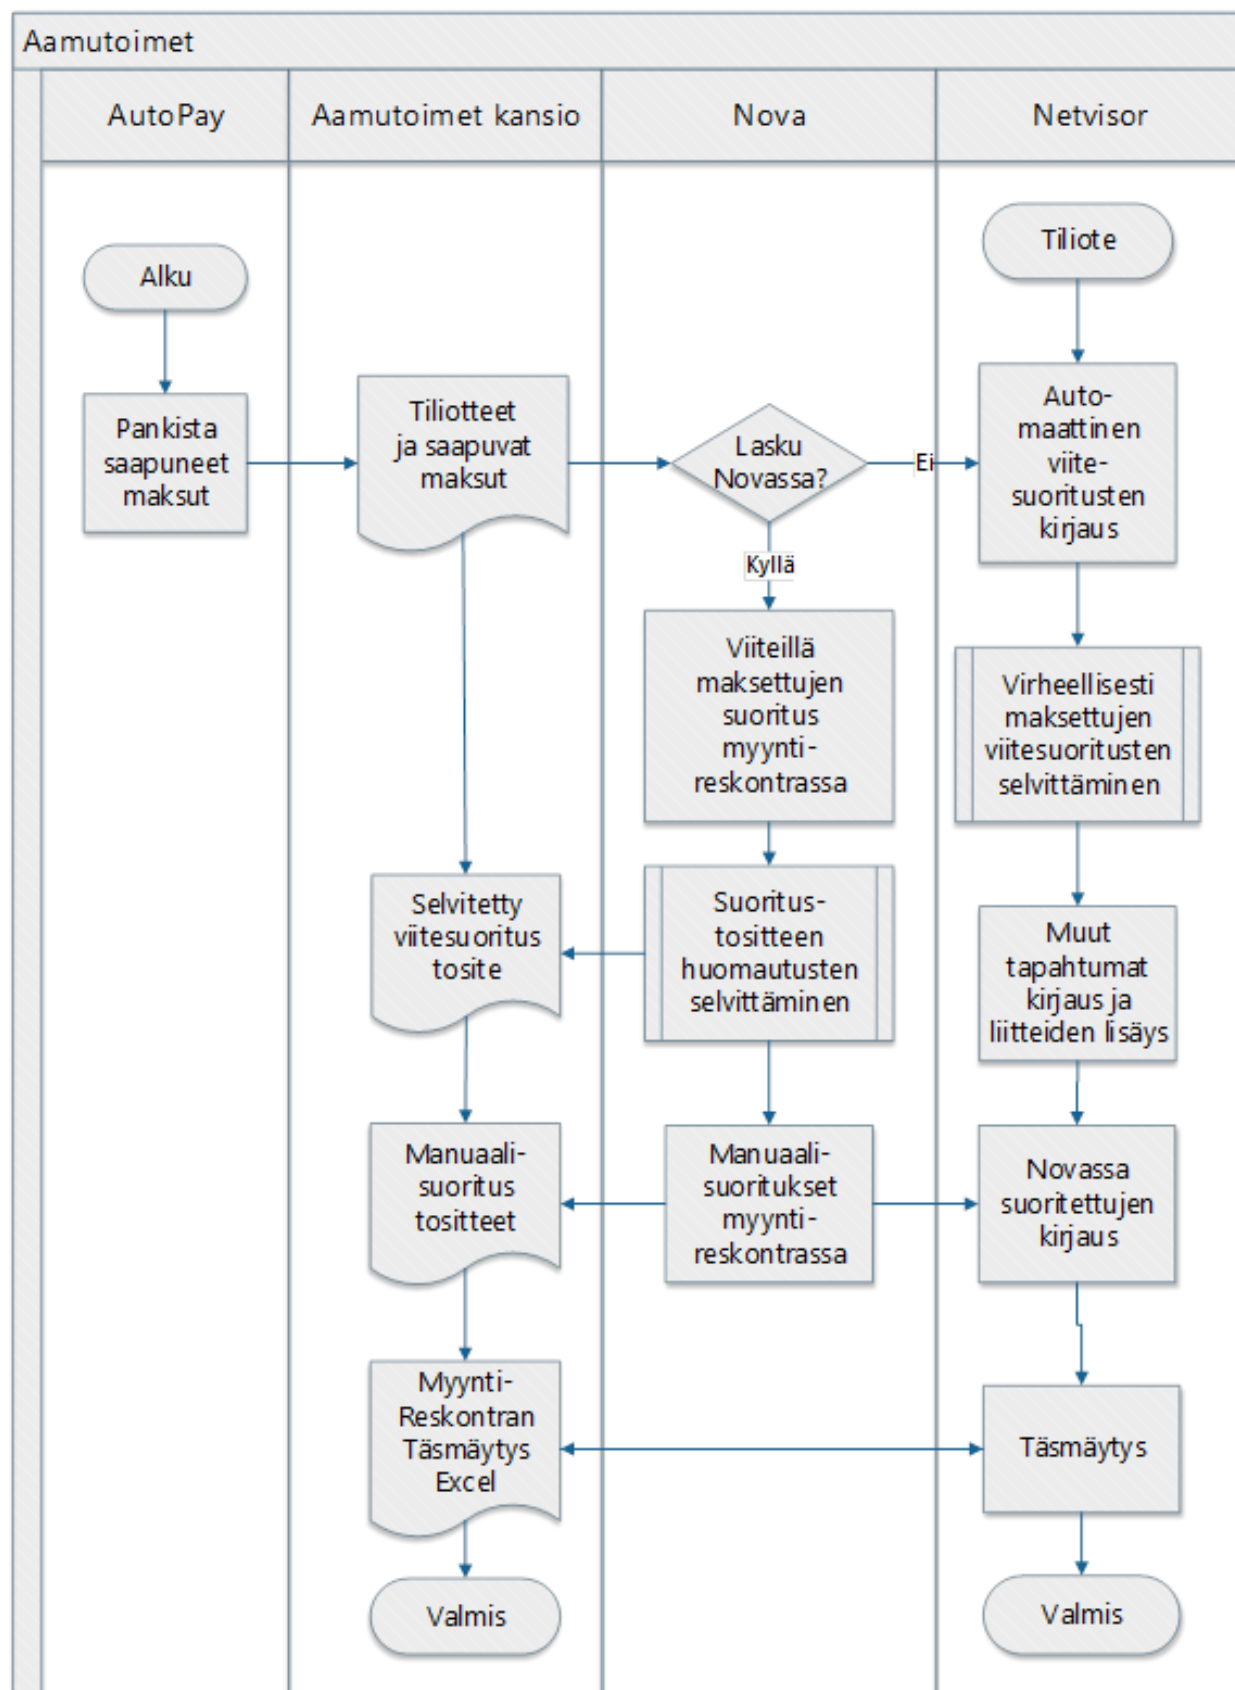 Aamutoimet
AutoPay
Aamutoimet kansio
Nova
Netvisor
Alku
Pankista
saapuneet
maksut
Tiliotteet
ja saapuvat
maksut
Lasku
Novassa?
Ei
Kyllä
Tiliote
Auto-
maattinen
viite-
suoritusten
kirjaus
Viiteillä
maksettujen
suoritus
myynti-
reskontrassa
Virheellisesti
maksettujen
viitesuoritusten
selvittäminen
Selvitetty
viitesuoritus
tosite
Suoritus-
tositteen
huomautusten
selvittäminen
Muut
tapahtumat
kirjaus ja
liitteiden lisäys
Manuaali-
suoritus
tositteet
Manuaali-
suoritukset
myynti-
reskontrassa
Novassa
suoritettujen
kirjaus
Myynti-
Reskontran
Täsmäytys
Excel
Täsmäytys
Valmis
Valmis